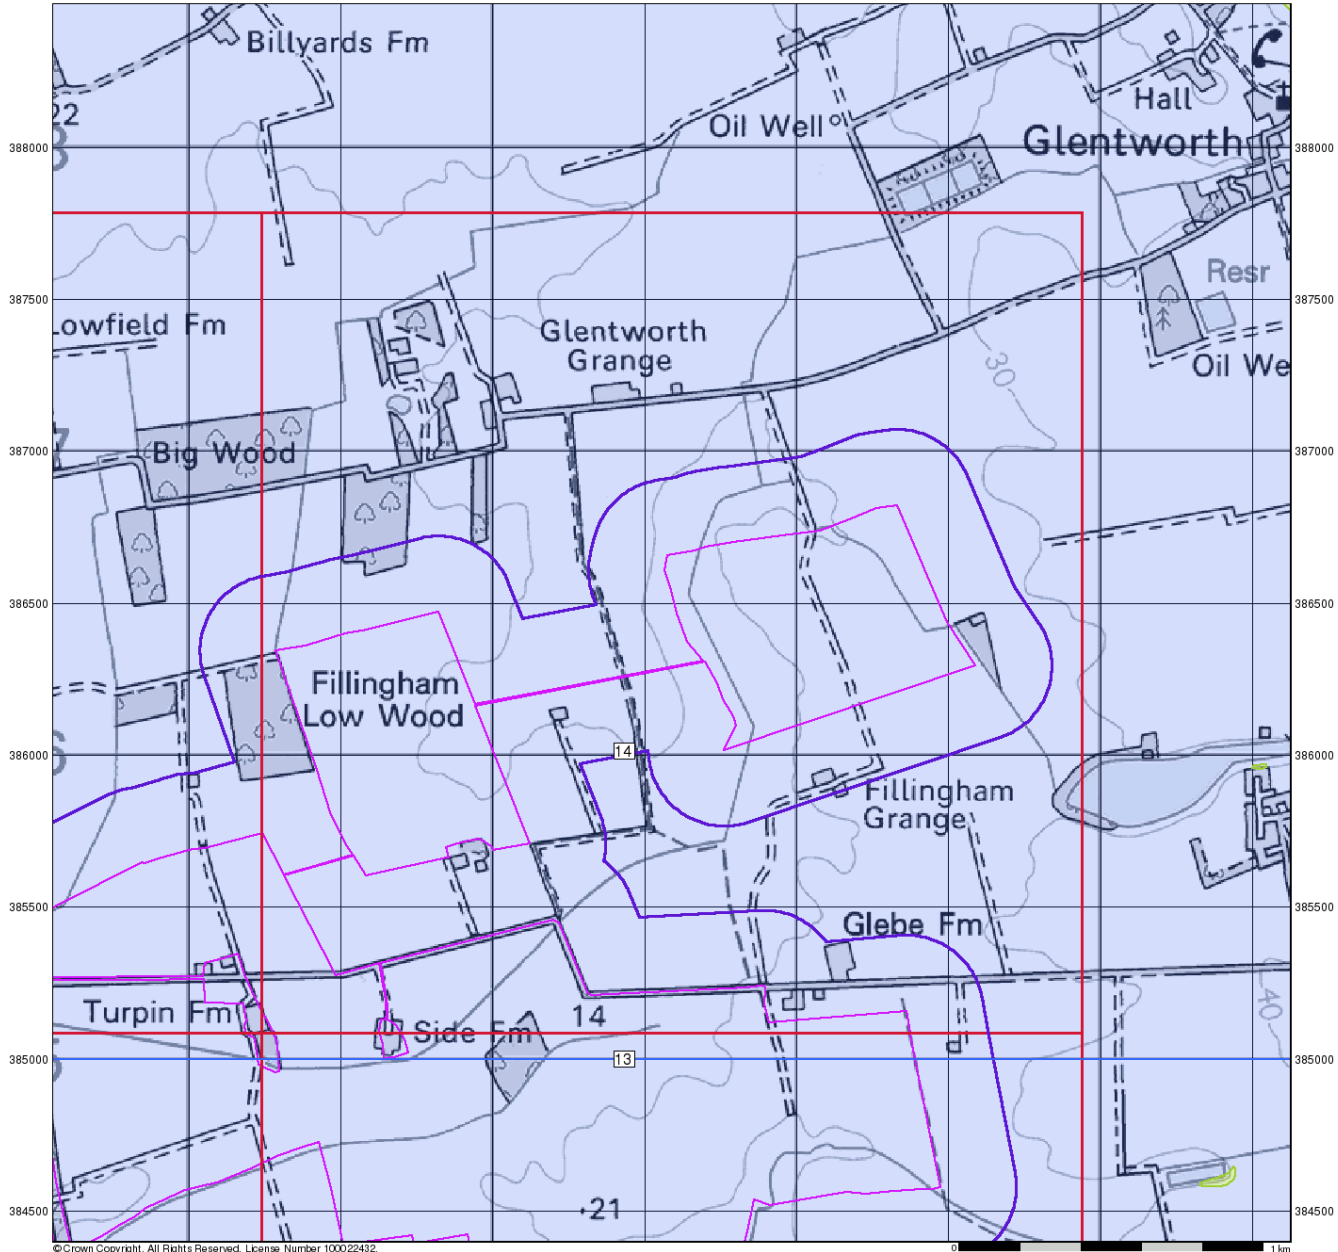 Billyards Fm
22
Oil Well
Hall
Glentworth
388000
388000
Resr
387500
387500
Lowfield Fm
Glentworth
Grange
30
Oil We
387000
387000
Big Wood
386500
386500
Fillingham
Low Wood
386000
14
386000
Fillingham
Grange
385500
385500
Glebe Fm
Turpin Fm
Side Fm
14
40
385000
13
385000
384500
21
384500
© Crown Copyright. All Rights Reserved. License Number 100022432.
0
1 km